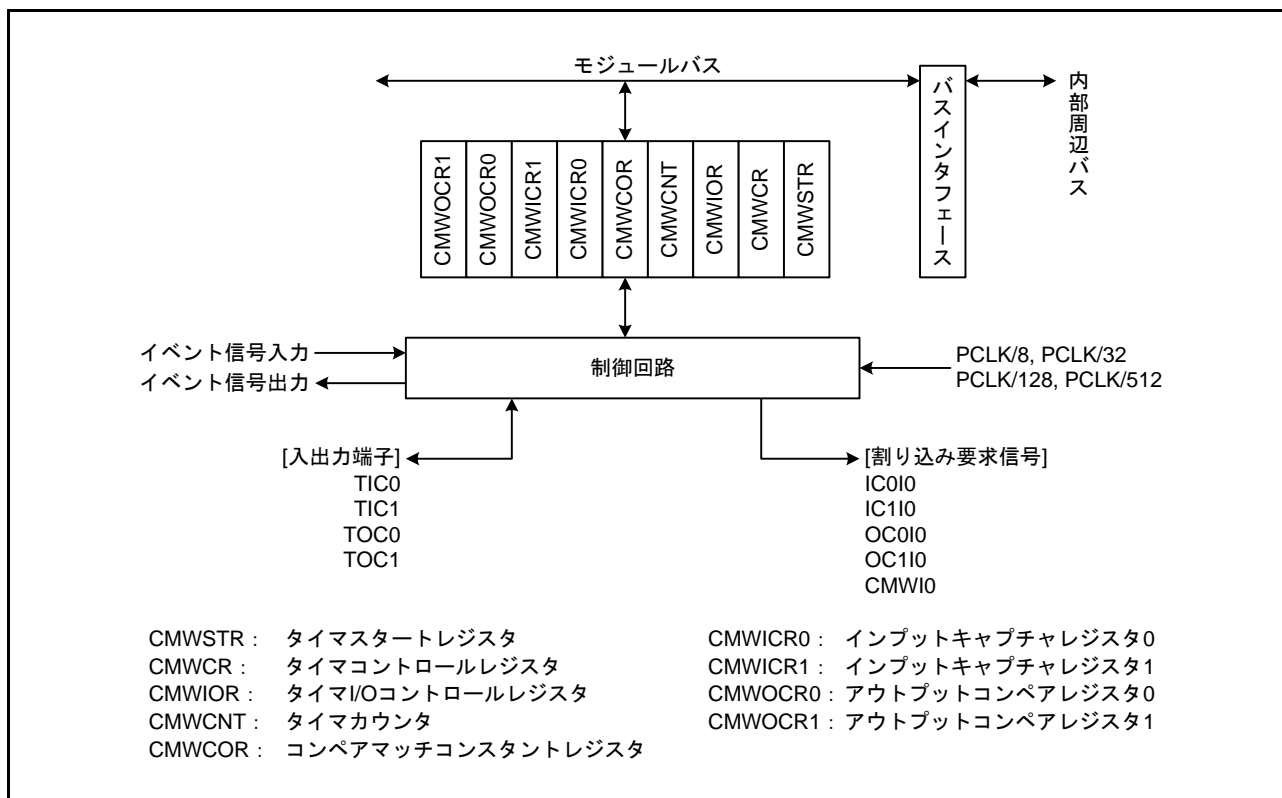 モジュールバス
バスインタフェース
内部周辺バス
CMWOCR1
CMWOCR0
CMWICR1
CMWICR0
CMWCOR
CMWCNT
CMWIOR
CMWCR
CMWSTR
イベント信号入力
イベント信号出力
制御回路
PCLK/8, PCLK/32
PCLK/128, PCLK/512
[入出力端子]
TIC0
TIC1
TOC0
TOC1
[割り込み要求信号]
IC0I0
IC1I0
OC0I0
OC1I0
CMWI0
CMWSTR : タイマスタートレジスタ
CMWCR : タイマコントロールレジスタ
CMWIOR : タイマI/Oコントロールレジスタ
CMWCNT : タイマカウンタ
CMWCOR : コンペアマッチコンスタントレジスタ
CMWICR0 : インプットキャプチャレジスタ0
CMWICR1 : インプットキャプチャレジスタ1
CMWOCR0 : アウトプットコンペアレジスタ0
CMWOCR1 : アウトプットコンペアレジスタ1